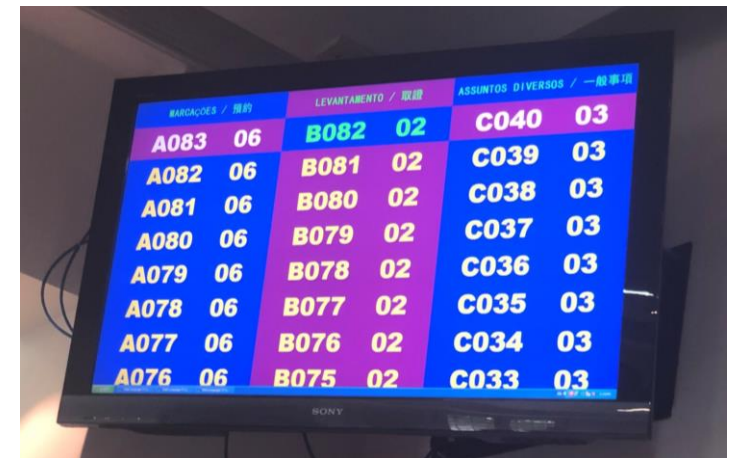 MARCAÇOES / 預約 LEVANTAMENTO / 取證 ASSUNTOS DIVERSOS / 一般事項
A083 06 B082 02 C040 03
A082 06 B081 02 C039 03
A081 06 B080 02 C038 03
A080 06 B079 02 C037 03
A079 06 B078 02 C036 03
A078 06 B077 02 C035 03
A077 06 B076 02 C034 03
A076 06 B075 02 C033 03
SONY